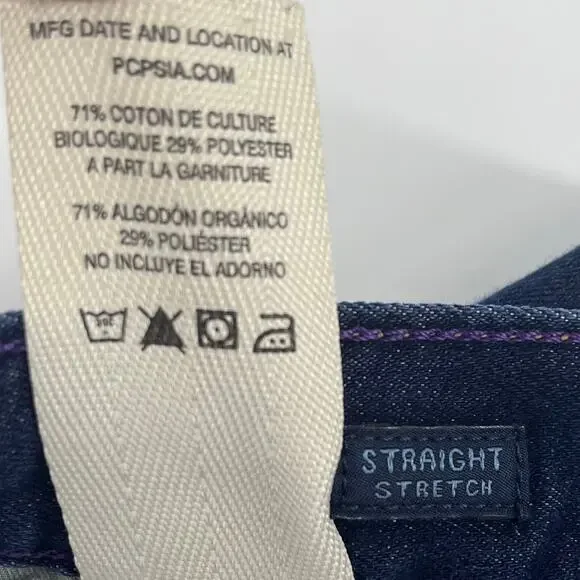 MFG DATE AND LOCATION AT
PCPSIA.COM
71% COTON DE CULTURE
BIOLOGIQUE 29% POLYESTER
A PART LA GARNITURE
71% ALGODÓN ORGÁNICO
29% POLIÉSTER
NO INCLUYE EL ADORNO
STRAIGHT
STRETCH